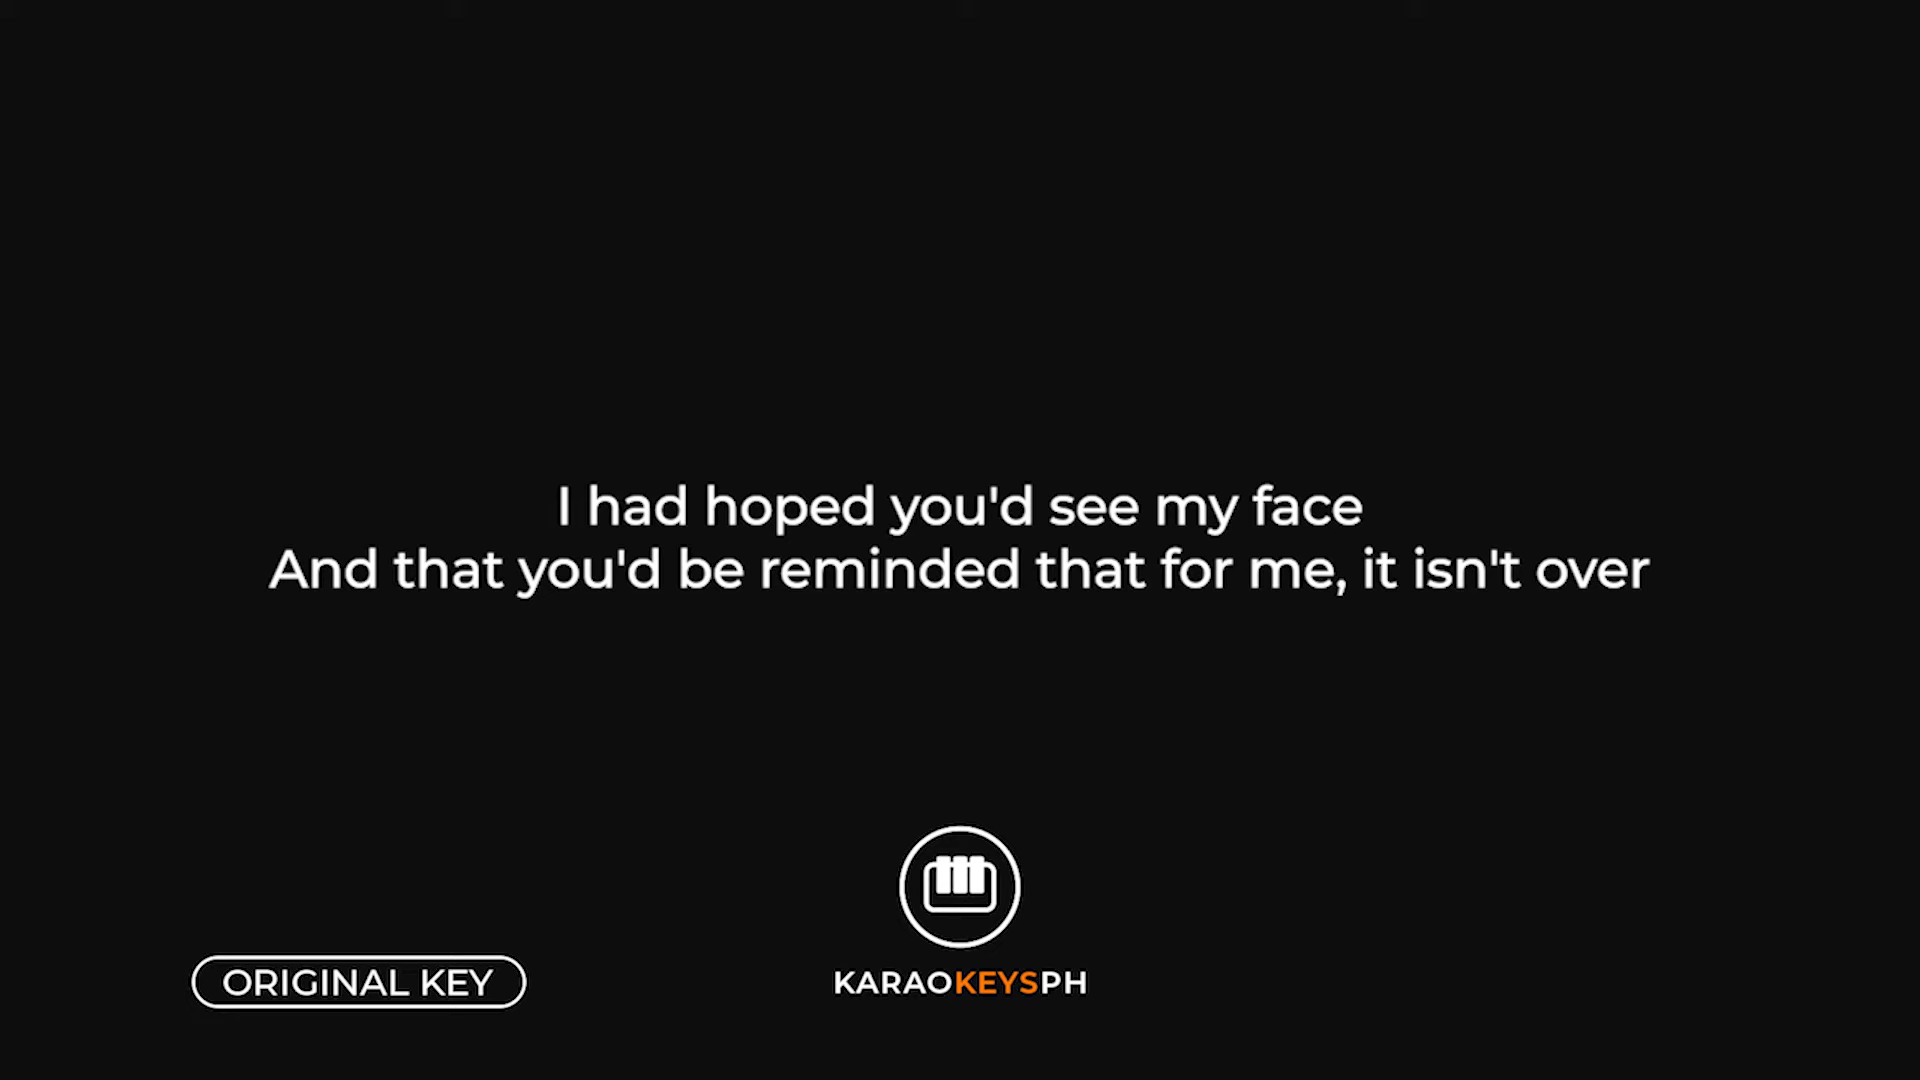 I had hoped you'd see my face
And that you'd be reminded that for me, it isn't over
ORIGINAL KEY
KARAOKEYSPH